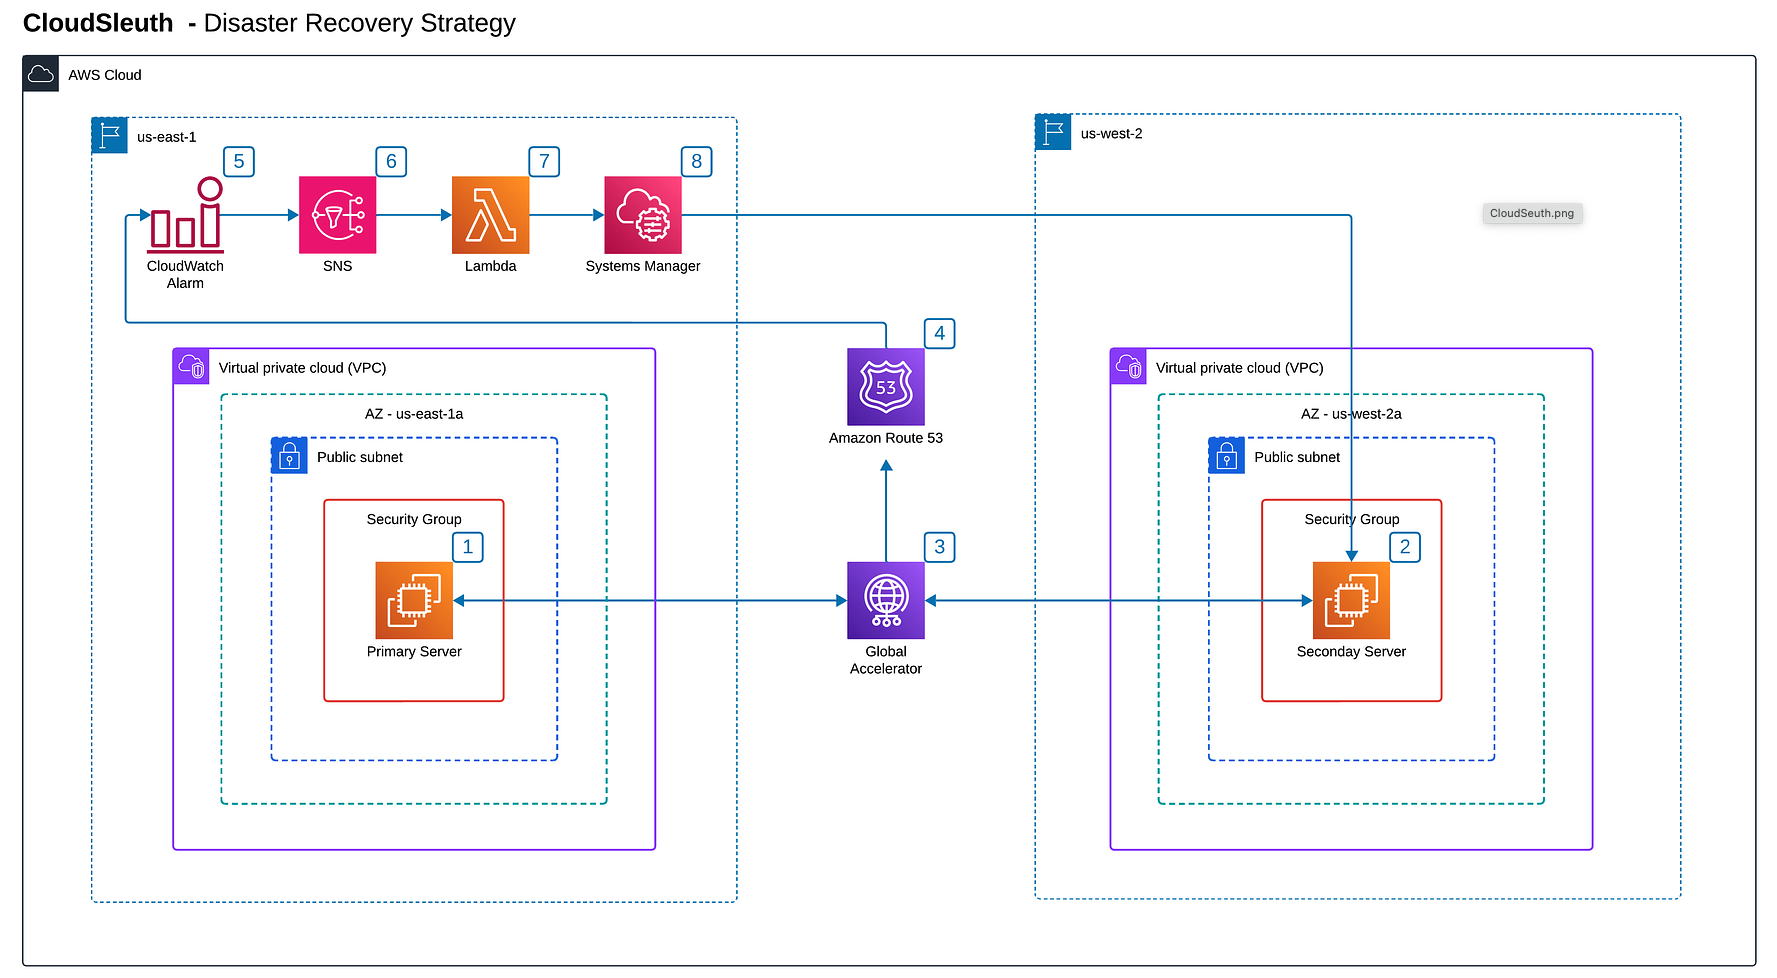 CloudSleuth - Disaster Recovery Strategy
AWS Cloud
us-east-1
us-west-2
5
6
7
8
CloudSeuth.png
CloudWatch
Alarm
SNS
Lambda
Systems Manager
4
53
Amazon Route 53
Virtual private cloud (VPC)
AZ - us-east-1a
Public subnet
Security Group
1
Primary Server
3
Global
Accelerator
Virtual private cloud (VPC)
AZ - us-west-2a
Public subnet
Security Group
2
Seconday Server